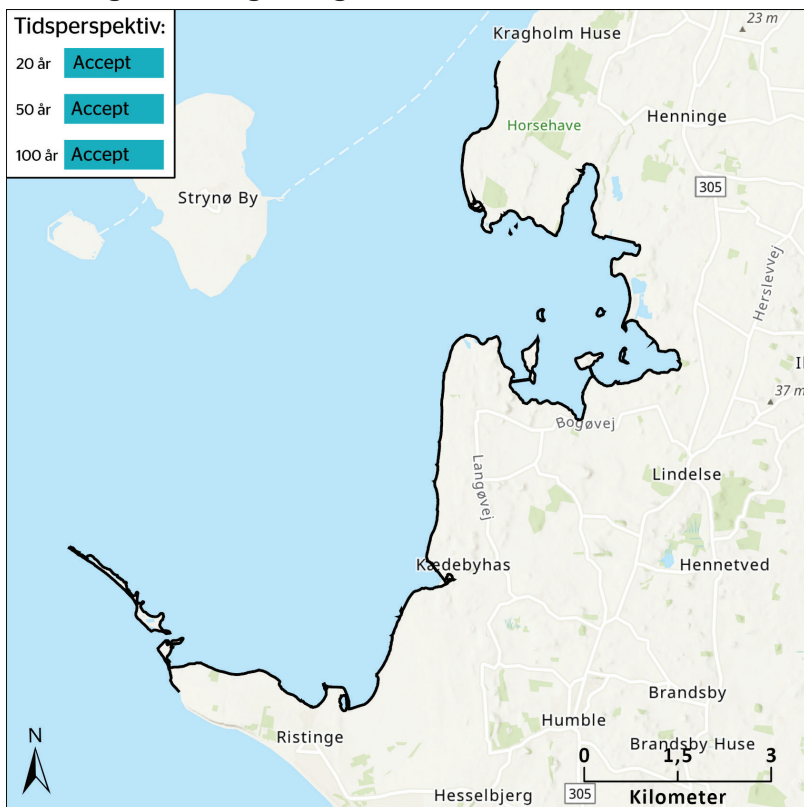 Tidsperspektiv:
20 år Accept
50 år Accept
100 år Accept
Kragholm Huse
23 m
Horsehave
Henninge
305
Strynø By
Herslevvej
37 m
Bogøvej
Langøvej
Lindelse
Kædebyhas
Hennetved
Brandsby
Humble
Ristinge
Brandsby Huse
Hesselbjerg
305
N
0 1,5 3
Kilometer